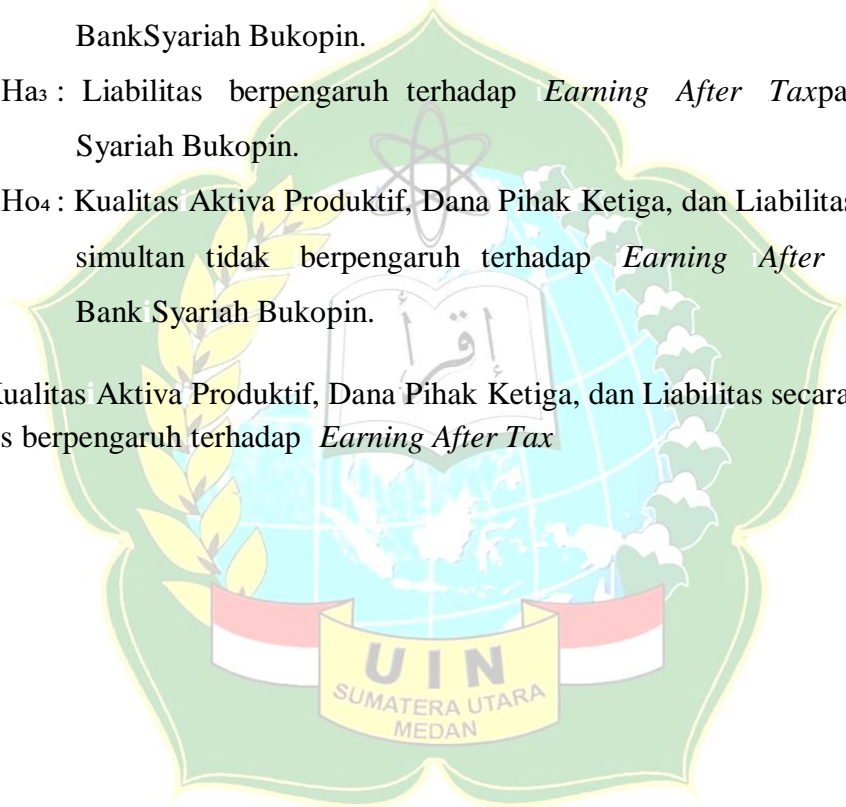 BankSyariah Bukopin.
Ha₃ : Liabilitas berpengaruh terhadap Earning After Taxpa
Syariah Bukopin.
Ho₄ : Kualitas Aktiva Produktif, Dana Pihak Ketiga, dan Liabilitas
simultan tidak berpengaruh terhadap Earning After
Bank Syariah Bukopin.
ualitas Aktiva Produktif, Dana Pihak Ketiga, dan Liabilitas secara
s berpengaruh terhadap Earning After Tax
إقرأ
UIN
SUMATERA UTARA
MEDAN